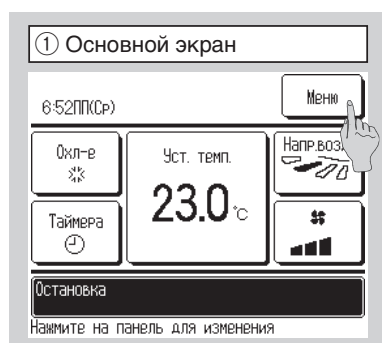 ① Основной экран
6:52ПП(Ср)
Меню
Охл-е
Уст. темп.
Напр.воз
23.0 °C
Таймера
Остановка
Нажмите на панель для изменения